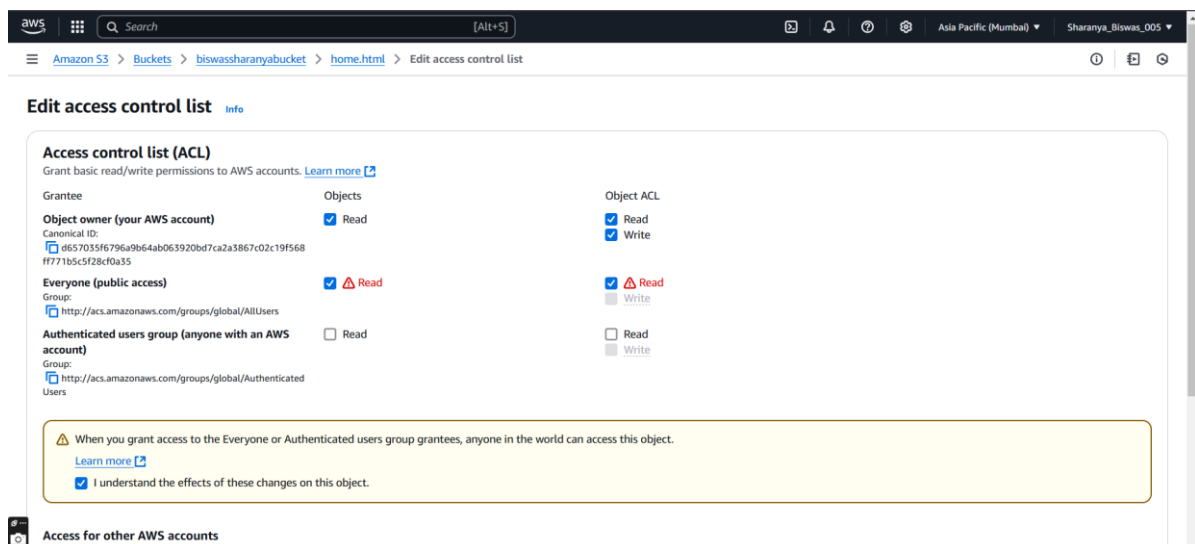 aws Search [Alt+S] Asia Pacific (Mumbai) Sharanya_Biswas_005
Amazon S3 > Buckets > biswassharanyabucket > home.html > Edit access control list
Edit access control list Info
Access control list (ACL)
Grant basic read/write permissions to AWS accounts. Learn more
Grantee Objects Object ACL
Object owner (your AWS account) Read Read
Canonical ID: Write
d657035f6796a9b64ab063920bd7ca2a3867c02c19f568
ff771b5c5f28cf0a35
Everyone (public access) Read Read
Group: Write
http://acs.amazonaws.com/groups/global/AllUsers
Authenticated users group (anyone with an AWS Read Read
account) Write
Group:
http://acs.amazonaws.com/groups/global/Authenticated
Users
When you grant access to the Everyone or Authenticated users group grantees, anyone in the world can access this object.
Learn more
I understand the effects of these changes on this object.
Access for other AWS accounts